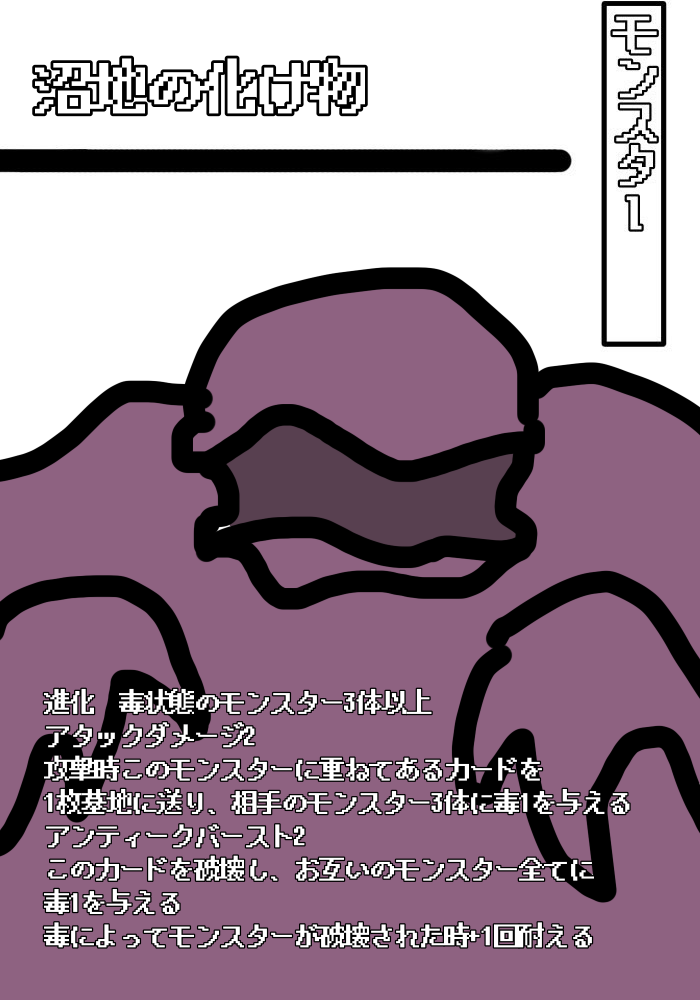 沼地の化け物
モンスター
進化　毒状態のモンスター3体以上
アタックダメージ2
攻撃時このモンスターに重ねてあるカードを
1枚墓地に送り、相手のモンスター3体に毒1を与える
アンティークバースト2
このカードを破壊し、お互いのモンスター全てに
毒1を与える
毒によってモンスターが破壊された時+1回耐える